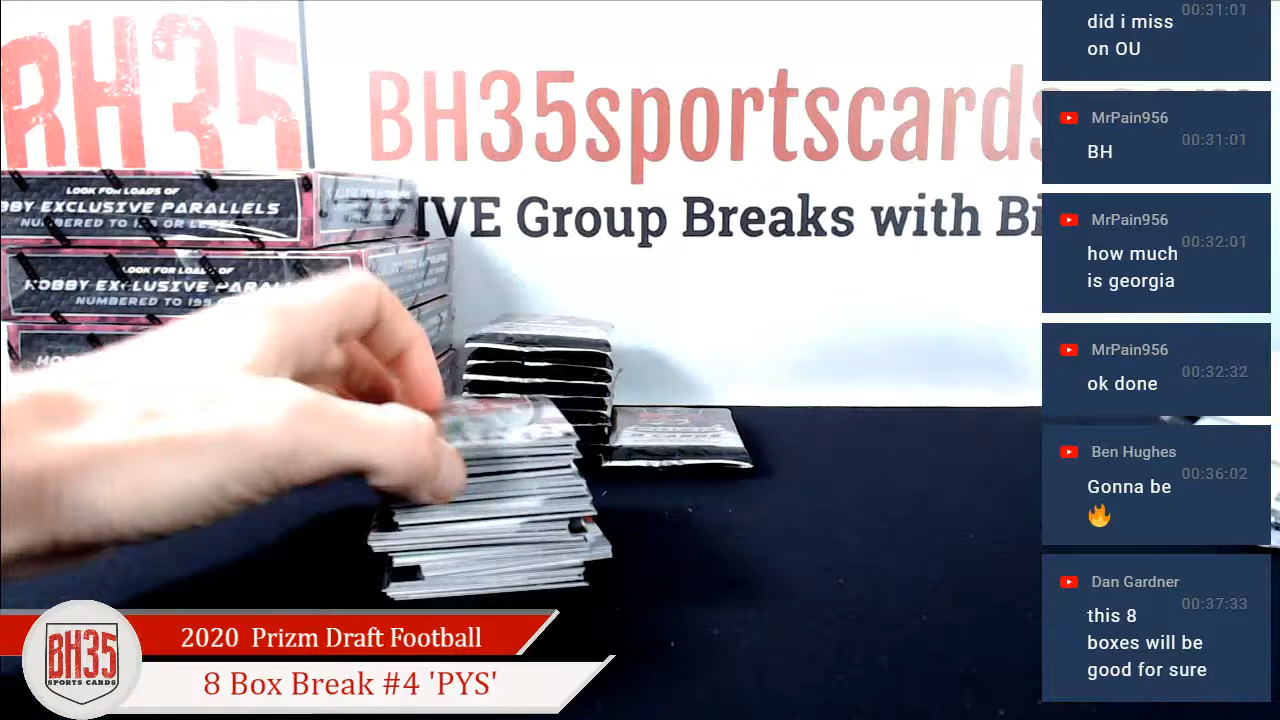 BH35
BH35sportscards
IVE Group Breaks with
LOOK FOR LOADS OF
BBY EXCLUSIVE PARALLELS
NUMBERED TO 199 OR LESS
LOOK FOR LOADS OF
HOBBY EXCLUSIVE PARALLELS
NUMBERED TO 199
BH35
SPORTS CARDS
2020 Prizm Draft Football
8 Box Break #4 'PYS'
did i miss
on OU
00:31:01
MrPain956
00:31:01
BH
MrPain956
00:32:01
how much
is georgia
MrPain956
00:32:32
ok done
Ben Hughes
00:36:02
Gonna be
🔥
Dan Gardner
00:37:33
this 8
boxes will be
good for sure